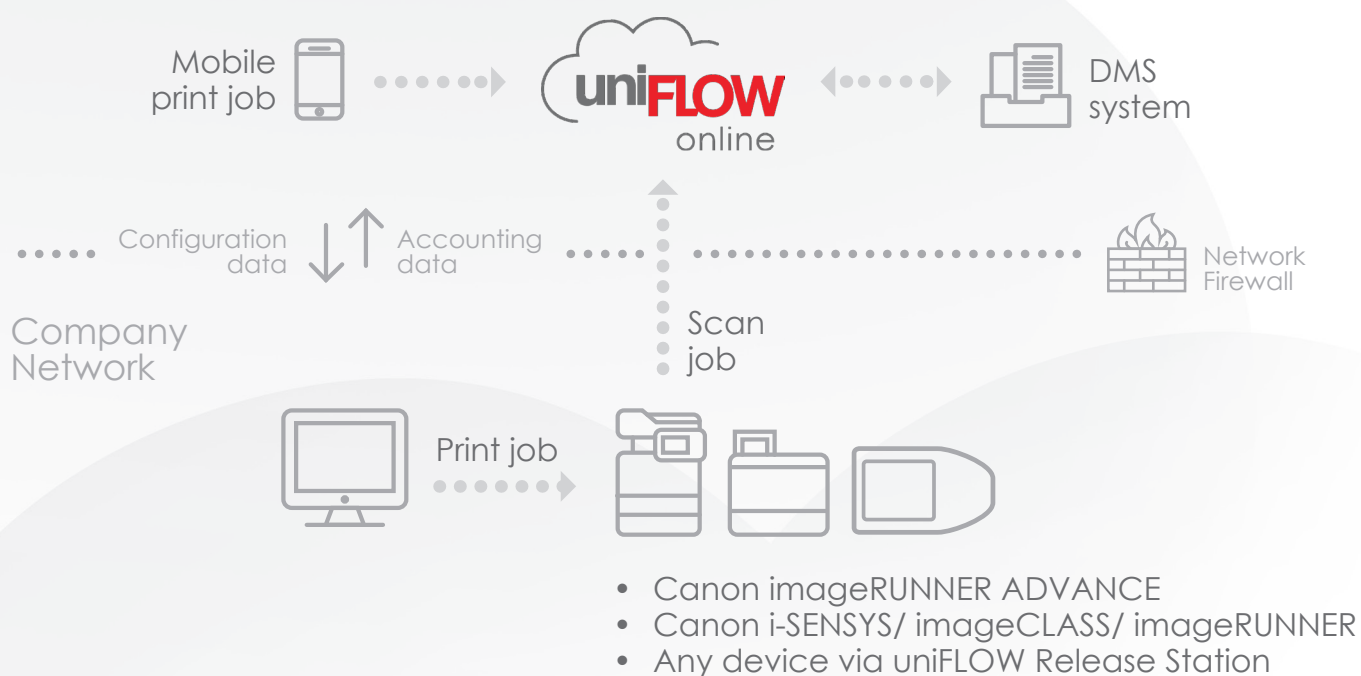 Mobile
print job
uniFLOW
online
DMS
system
Configuration
data
Accounting
data
Network
Firewall
Company
Network
Scan
job
Print job
• Canon imageRUNNER ADVANCE
• Canon i-SENSYS/ imageCLASS/ imageRUNNER
• Any device via uniFLOW Release Station